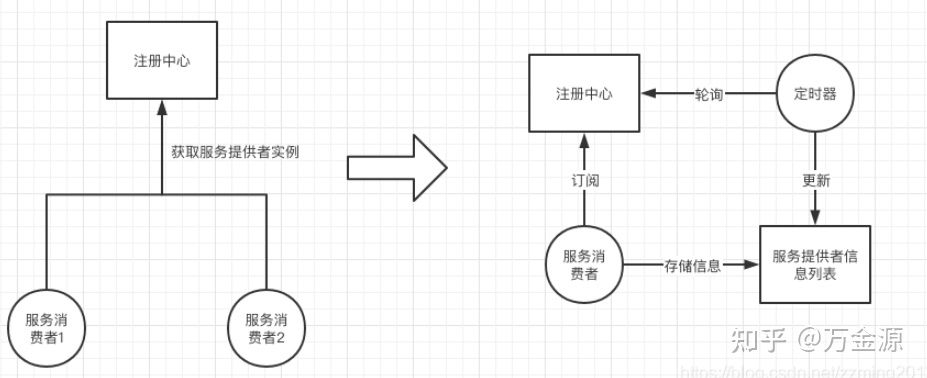 注册中心
获取服务提供者实例
服务消
费者1
服务消
费者2
注册中心
轮询
定时器
订阅
更新
服务消
费者
存储信息
服务提供者信
息列表
知乎 @万金源
https://blog.csdn.net/zzming201